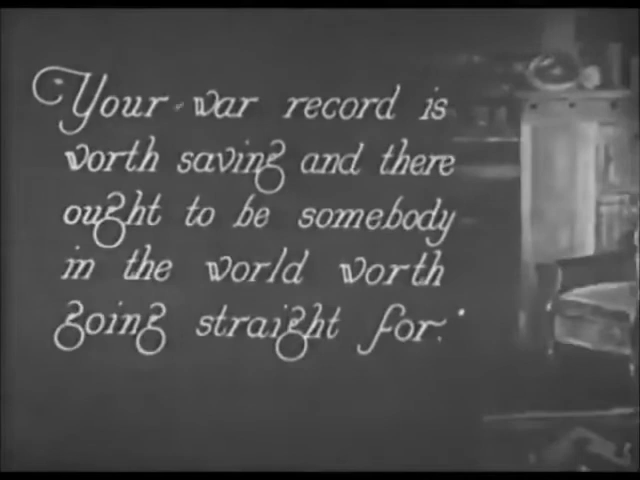 Your war record is
worth saving and there
ought to be somebody
in the world worth
going straight for."